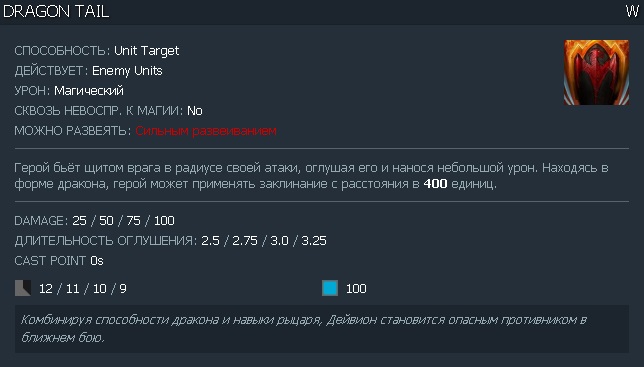 DRAGON TAIL W
СПОСОБНОСТЬ: Unit Target
ДЕЙСТВУЕТ: Enemy Units
УРОН: Магический
СКВОЗЬ НЕВОСПР. К МАГИИ: No
МОЖНО РАЗВЕЯТЬ: Сильным развеиванием
Герой бьёт щитом врага в радиусе своей атаки, оглушая его и нанося небольшой урон. Находясь в
форме дракона, герой может применять заклинание с расстояния в 400 единиц.
DAMAGE: 25 / 50 / 75 / 100
ДЛИТЕЛЬНОСТЬ ОГЛУШЕНИЯ: 2.5 / 2.75 / 3.0 / 3.25
CAST POINT 0s
12 / 11 / 10 / 9 100
Комбинируя способности дракона и навыки рыцаря, Дейвион становится опасным противником в
ближнем бою.